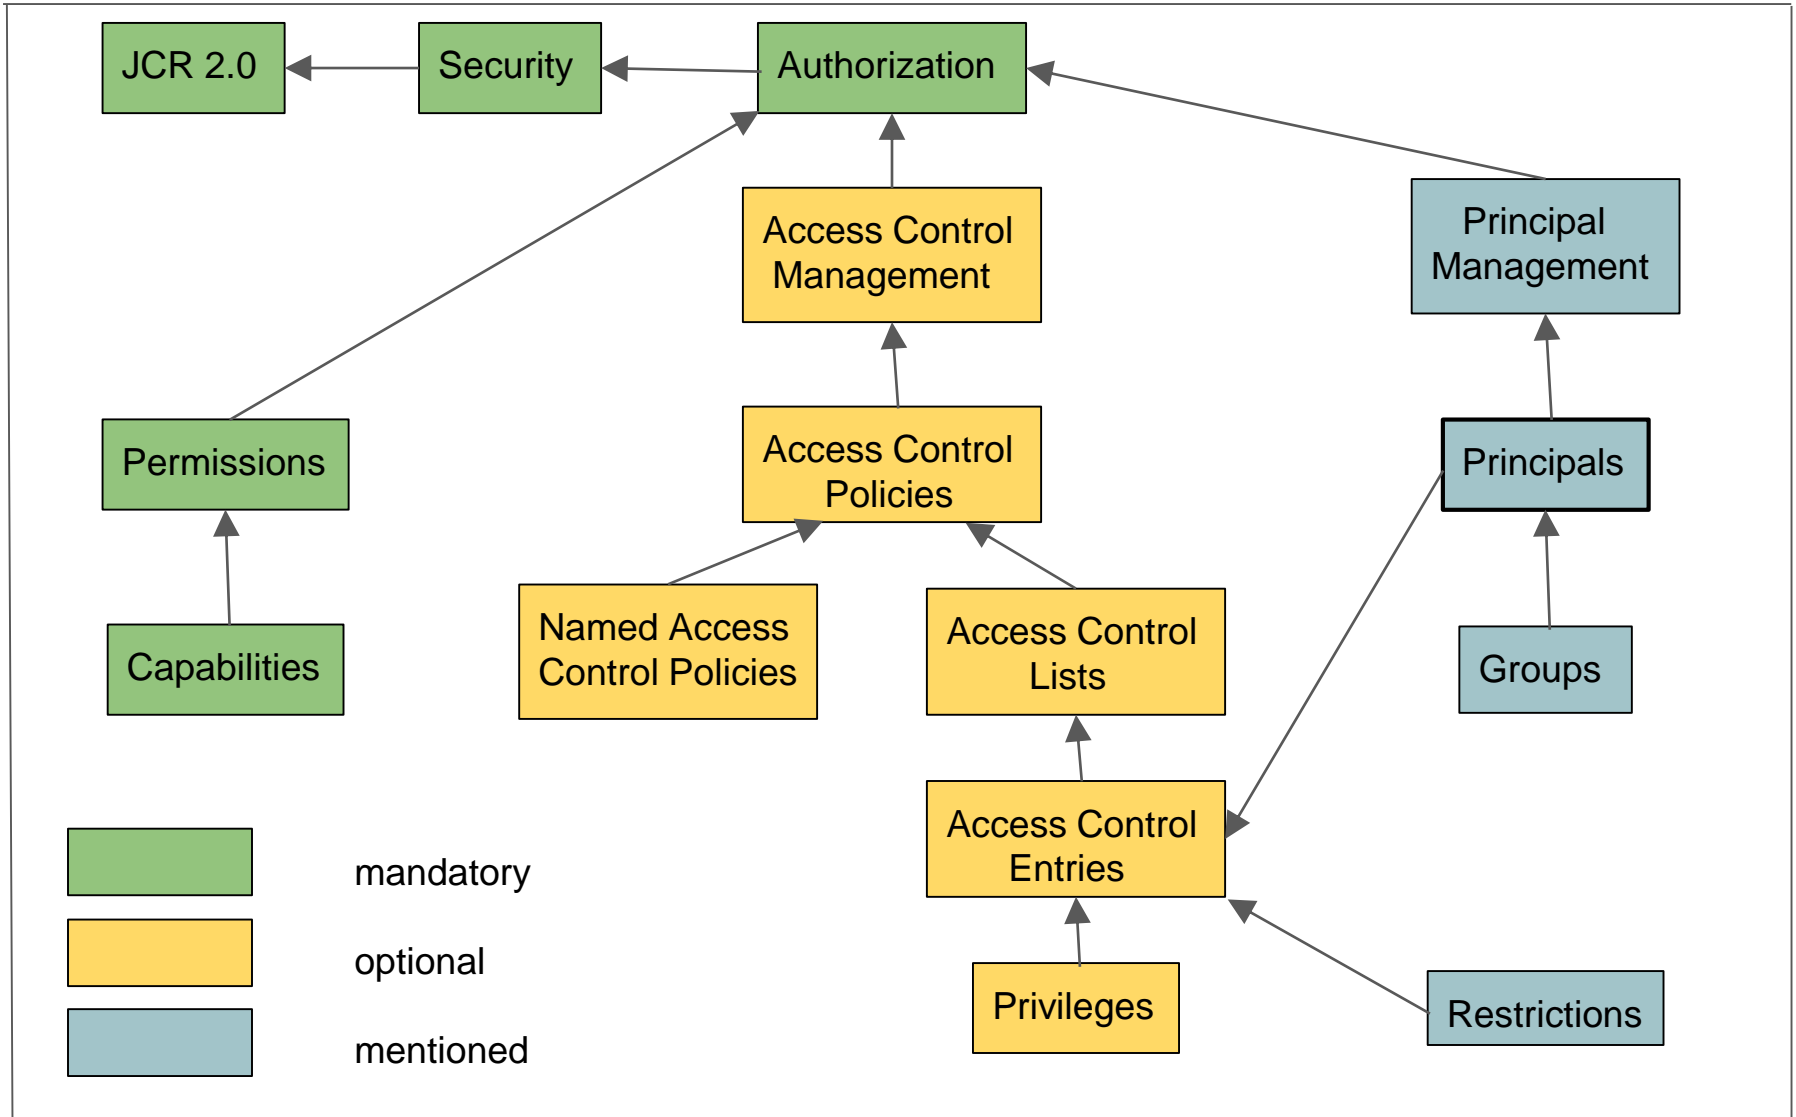 JCR 2.0
Security
Authorization
Access Control
Management
Principal
Management
Permissions
Access Control
Policies
Principals
Capabilities
Named Access
Control Policies
Access Control
Lists
Groups
Access Control
Entries
Privileges
Restrictions
mandatory
optional
mentioned